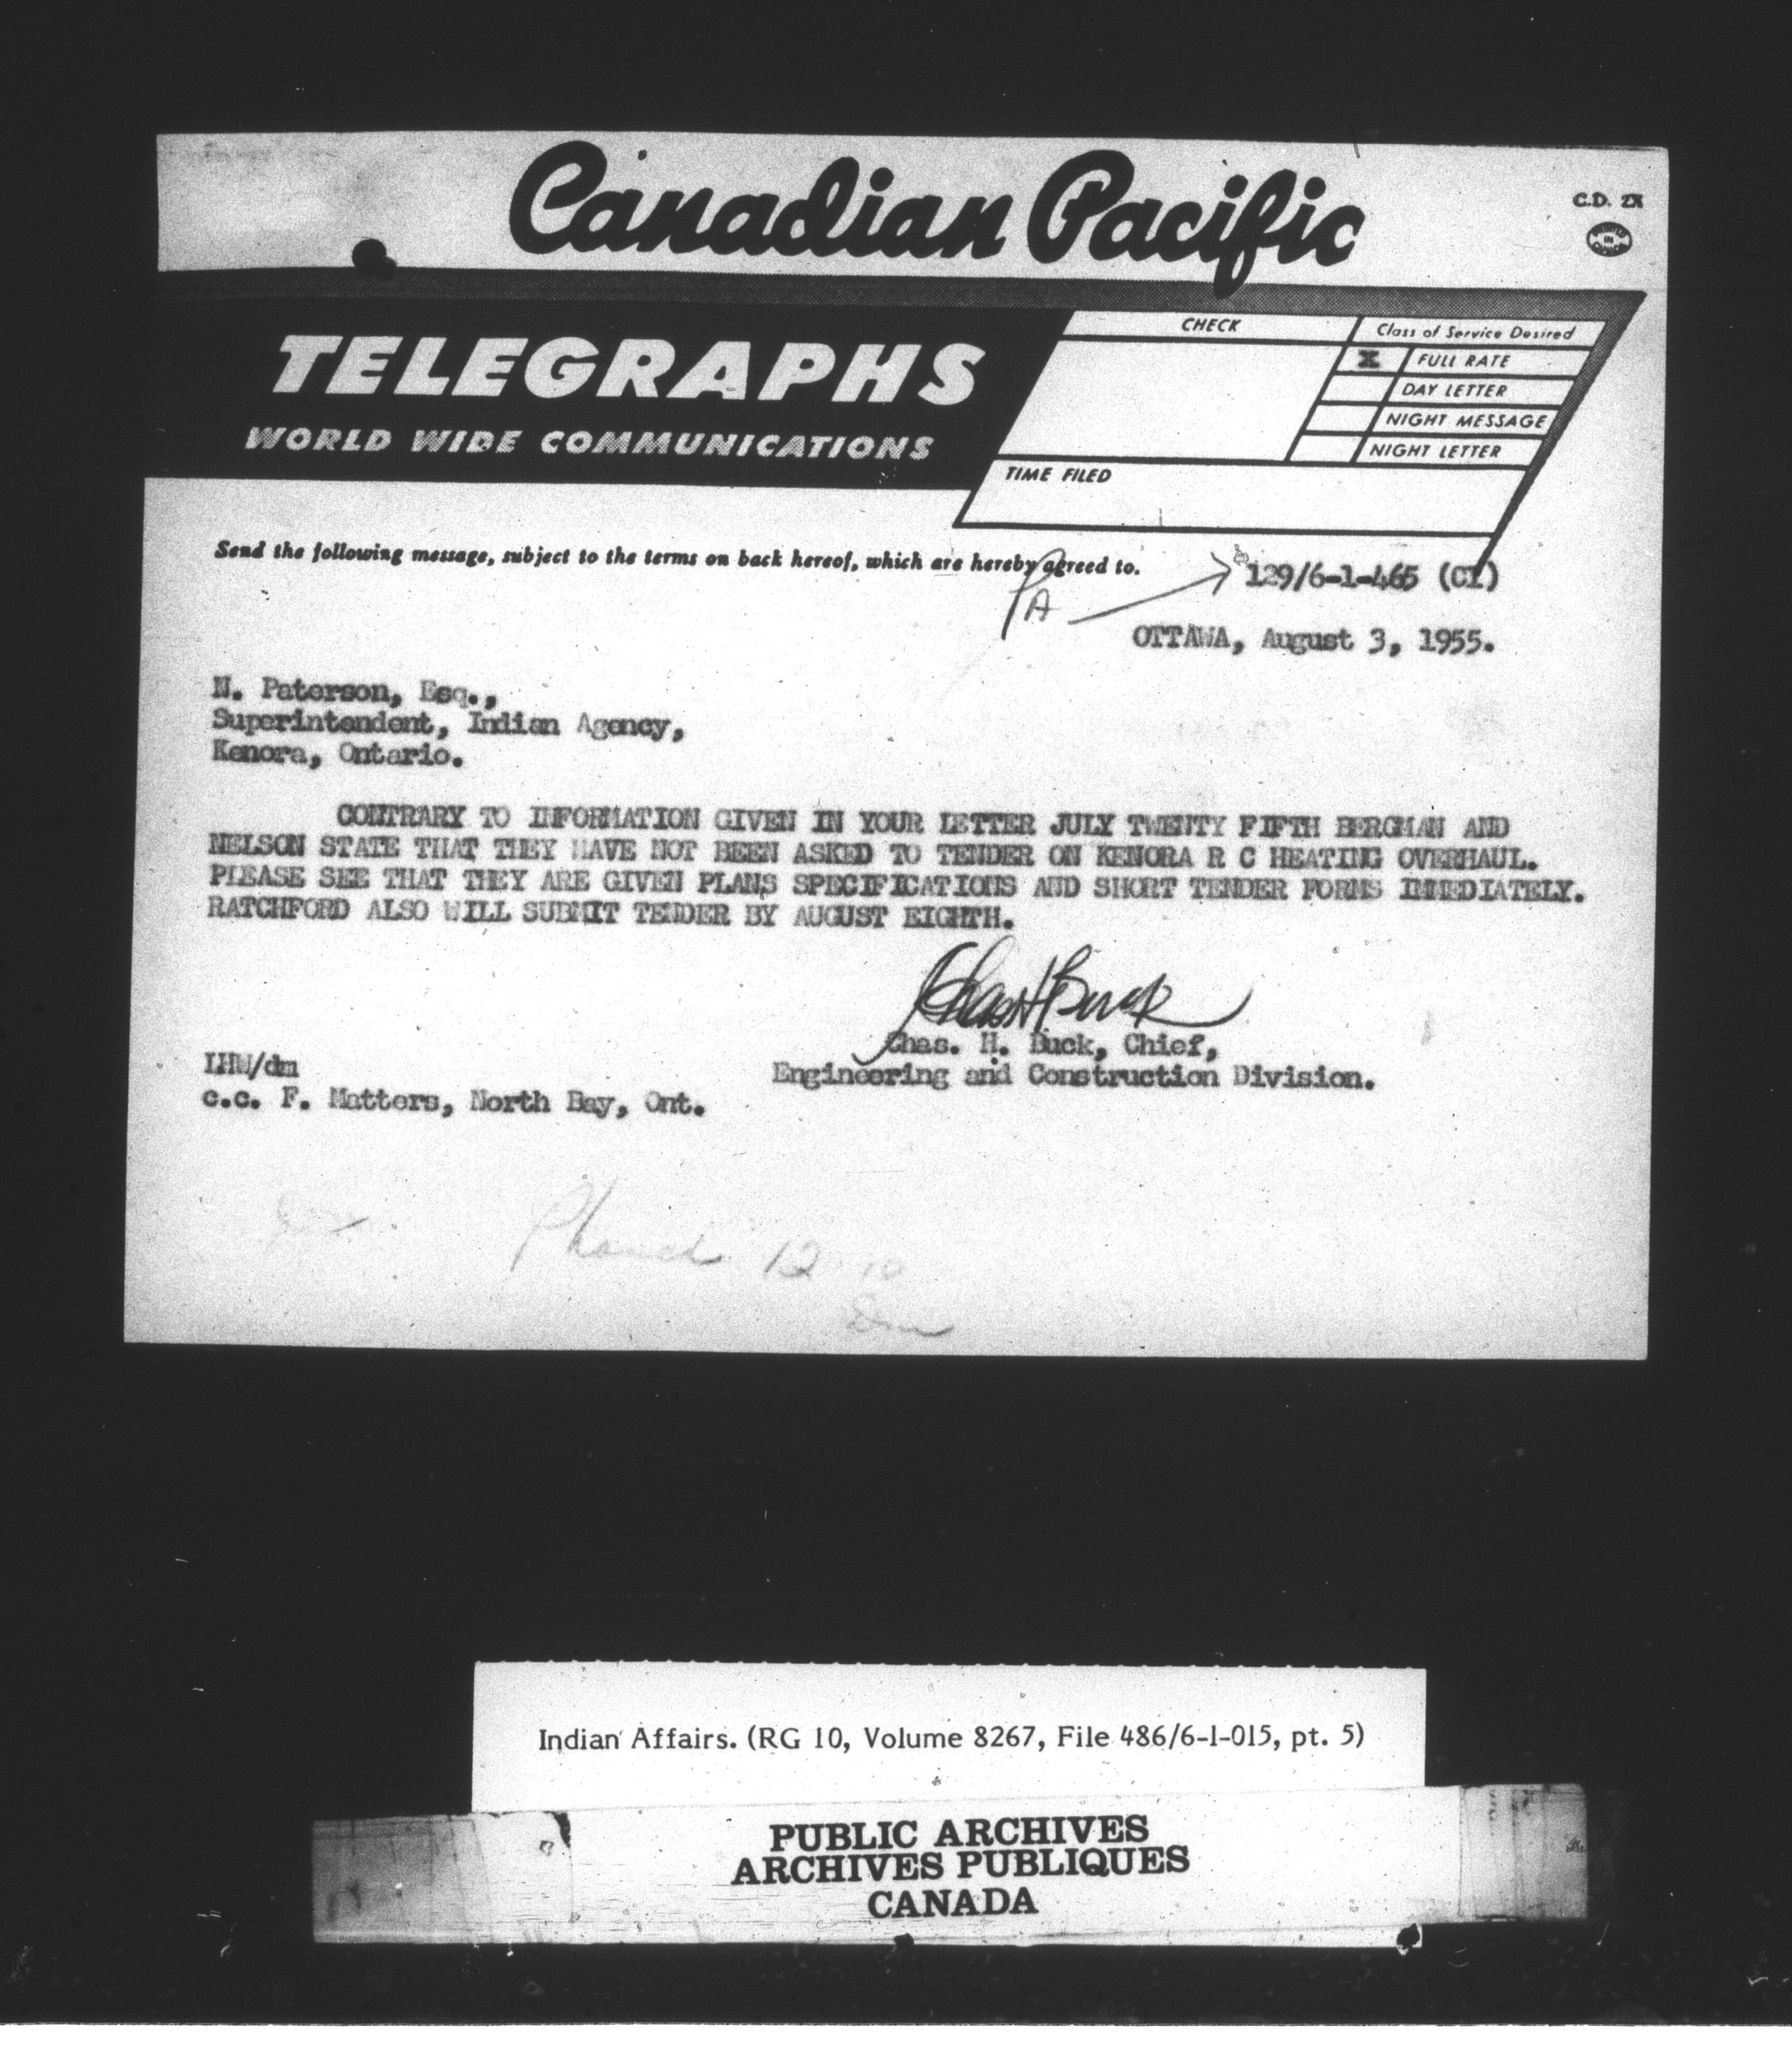 Canadian Pacific
C.D. 2X
TELEGRAPHS
WORLD WIDE COMMUNICATIONS
CHECK
Class of Service Desired
X FULL RATE
DAY LETTER
NIGHT MESSAGE
NIGHT LETTER
TIME FILED
Send the following message, subject to the terms on back hereof, which are hereby agreed to.
PA
129/6-1-465 (CI)
OTTAWA, August 3, 1955.
N. Paterson, Esq.,
Superintendent, Indian Agency,
Kenora, Ontario.
CONTRARY TO INFORMATION GIVEN IN YOUR LETTER JULY TWENTY FIFTH BERGMAN AND
NELSON STATE THAT THEY HAVE NOT BEEN ASKED TO TENDER ON KENORA R C HEATING OVERHAUL.
PLEASE SEE THAT THEY ARE GIVEN PLANS SPECIFICATIONS AND SHORT TENDER FORMS IMMEDIATELY.
RATCHFORD ALSO WILL SUBMIT TENDER BY AUGUST EIGHTH.
Chas H Buck
Chas. H. Buck, Chief,
Engineering and Construction Division.
LHW/dm
c.c. F. Matters, North Bay, Ont.
Phoned 12 10
Indian Affairs. (RG 10, Volume 8267, File 486/6-1-015, pt. 5)
PUBLIC ARCHIVES
ARCHIVES PUBLIQUES
CANADA